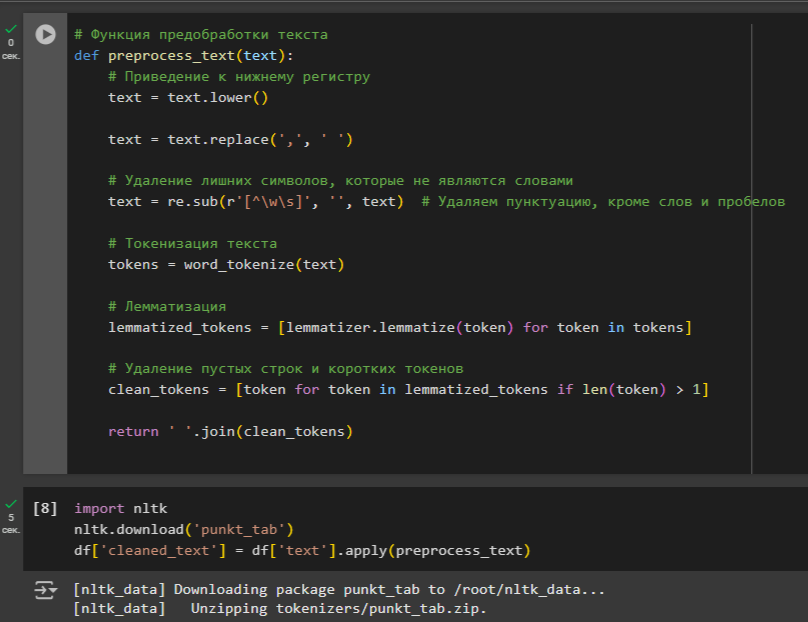 # Функция предобработки текста
def preprocess_text(text):
    # Приведение к нижнему регистру
    text = text.lower()
    text = text.replace(',', ' ')
    # Удаление лишних символов, которые не являются словами
    text = re.sub(r'[^\w\s]', '', text)  # Удаляем пунктуацию, кроме слов и пробелов
    # Токенизация текста
    tokens = word_tokenize(text)
    # Лемматизация
    lemmatized_tokens = [lemmatizer.lemmatize(token) for token in tokens]
    # Удаление пустых строк и коротких токенов
    clean_tokens = [token for token in lemmatized_tokens if len(token) > 1]
    return ' '.join(clean_tokens)
0
сек.
[8] import nltk
nltk.download('punkt_tab')
df['cleaned_text'] = df['text'].apply(preprocess_text)
5
сек.
[nltk_data] Downloading package punkt_tab to /root/nltk_data...
[nltk_data]   Unzipping tokenizers/punkt_tab.zip.